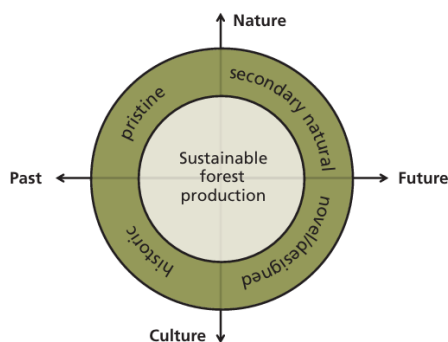 Nature
pristine
secondary natural
Past
Sustainable
forest
production
Future
historic
novel/designed
Culture